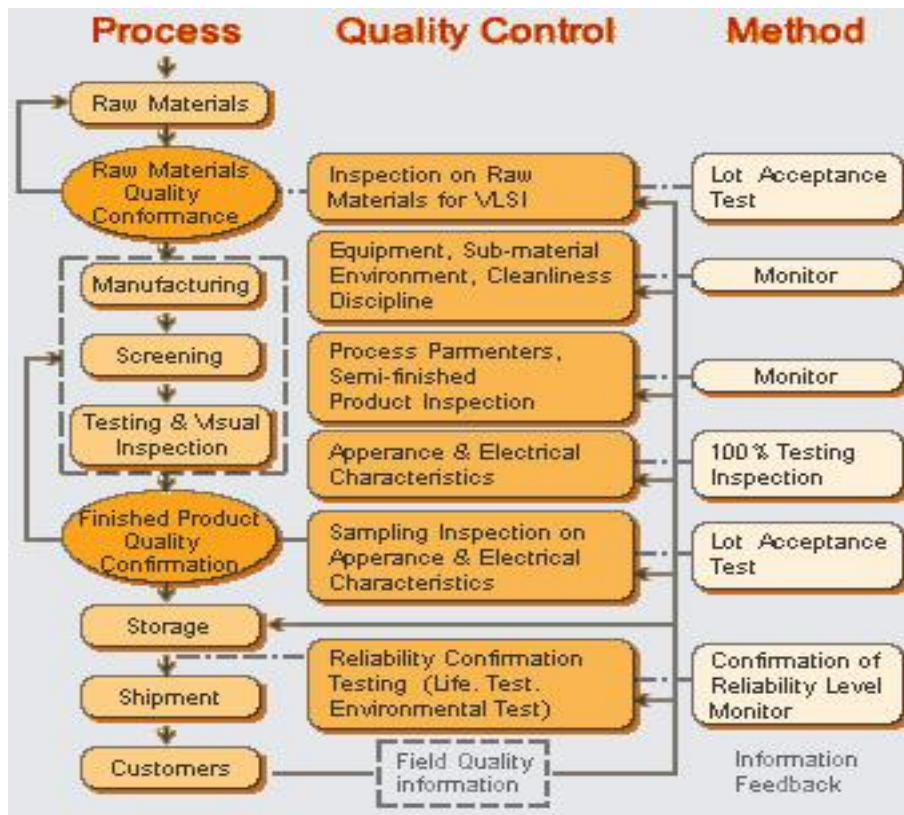 Process
Quality Control
Method
Raw Materials
Raw Materials
Quality
Conformance
Inspection on Raw
Materials for VLSI
Lot Acceptance
Test
Manufacturing
Equipment, Sub-material
Environment, Cleanliness
Discipline
Monitor
Screening
Process Parmenters,
Semi-finished
Product Inspection
Monitor
Testing & Visual
Inspection
Apperance & Electrical
Characteristics
100% Testing
Inspection
Finished Product
Quality
Confirmation
Sampling Inspection on
Apperance & Electrical
Characteristics
Lot Acceptance
Test
Storage
Reliability Confirmation
Testing (Life. Test.
Environmental Test)
Confirmation of
Reliability Level
Monitor
Shipment
Customers
Field Quality
information
Information
Feedback